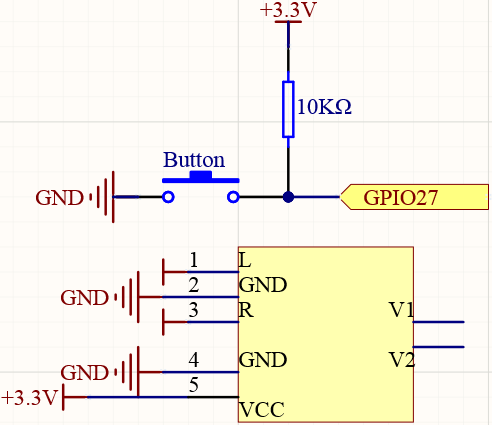 +3.3V
10KΩ
Button
GND
GPIO27
1 L
2 GND
GND
3 R
V1
V2
4 GND
GND
5 VCC
+3.3V